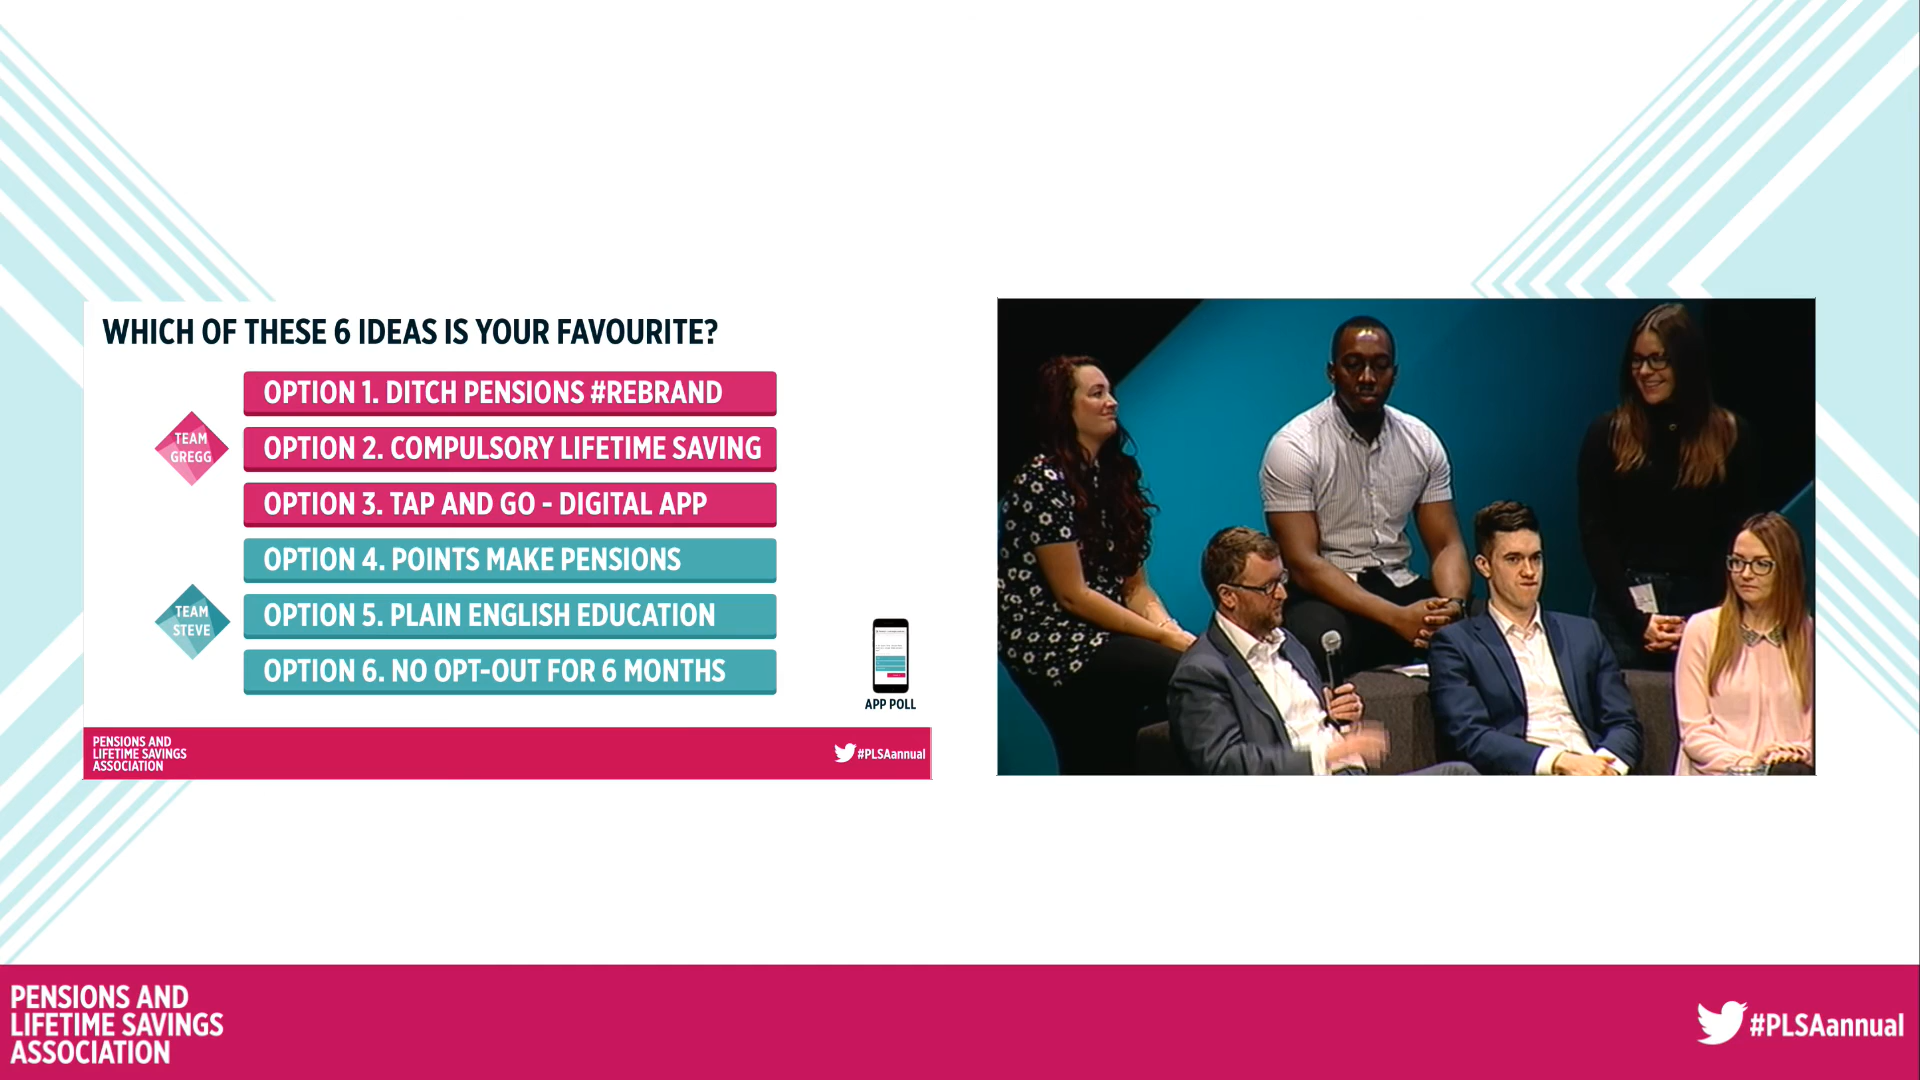 WHICH OF THESE 6 IDEAS IS YOUR FAVOURITE?
TEAM
GREGG
OPTION 1. DITCH PENSIONS #REBRAND
OPTION 2. COMPULSORY LIFETIME SAVING
OPTION 3. TAP AND GO - DIGITAL APP
TEAM
STEVE
OPTION 4. POINTS MAKE PENSIONS
OPTION 5. PLAIN ENGLISH EDUCATION
OPTION 6. NO OPT-OUT FOR 6 MONTHS
APP POLL
PENSIONS AND
LIFETIME SAVINGS
ASSOCIATION
#PLSAannual
PENSIONS AND
LIFETIME SAVINGS
ASSOCIATION
#PLSAannual